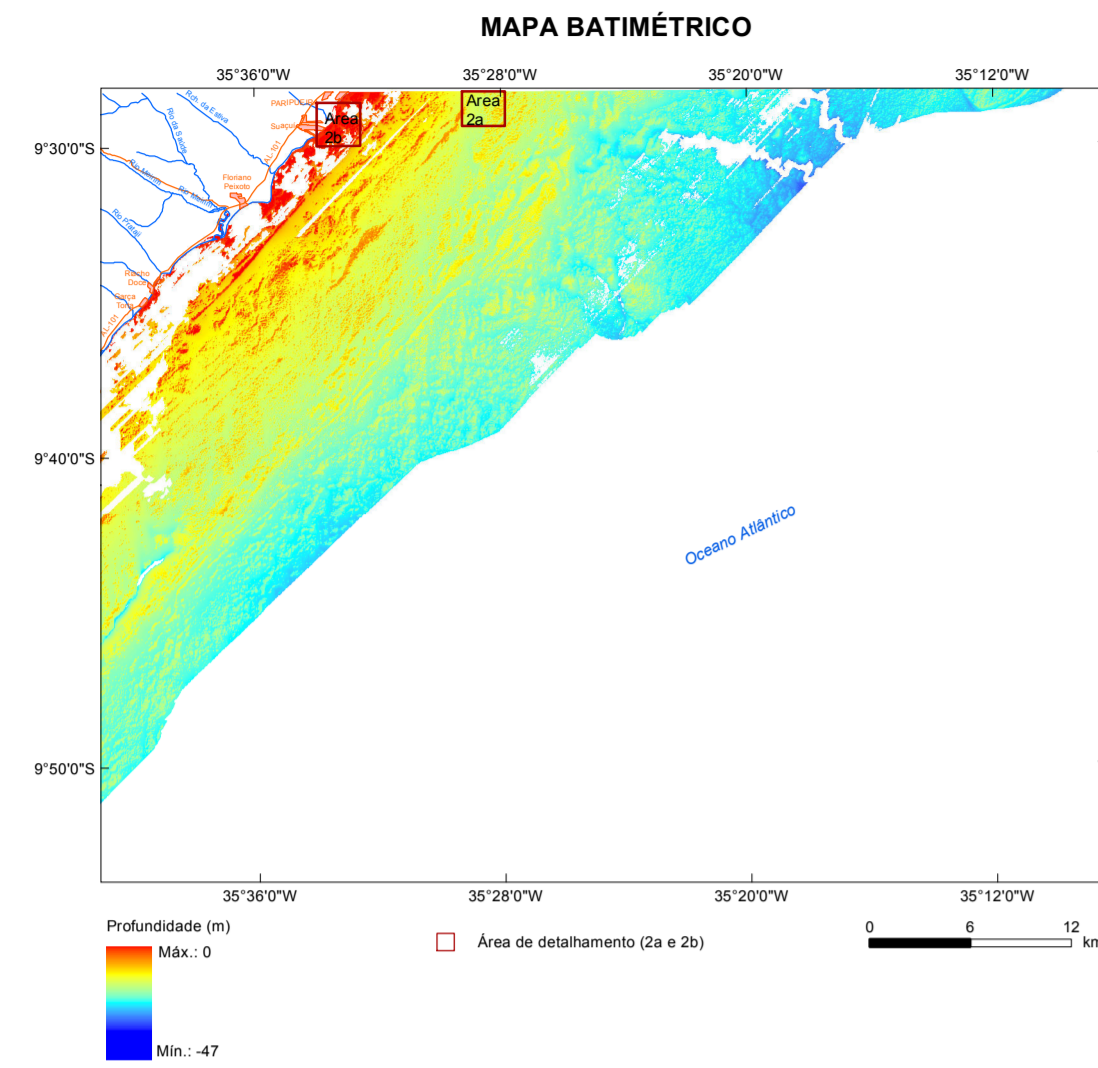 MAPA BATIMÉTRICO
35°36'0"W 35°28'0"W 35°20'0"W 35°12'0"W
Rch. da Estiva
Rio da Saúde
Area
2a
Area
2b
9°30'0"S
AL-101
Floriano
Peixoto
Rio Meirim
Rio Meirim
Rio Pratagi
Riacho
Doce
Garça
Torta
AL-101
9°40'0"S
Oceano Atlântico
9°50'0"S
35°36'0"W 35°28'0"W 35°20'0"W 35°12'0"W
Profundidade (m)
Máx.: 0
Mín.: -47
Área de detalhamento (2a e 2b)
0 6 12
km